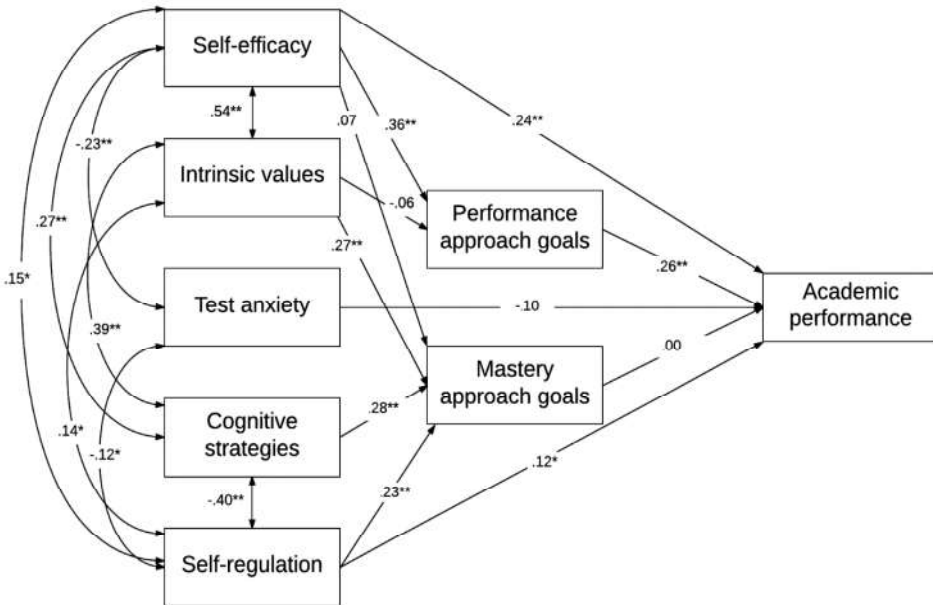 Self-efficacy
.54**
.07
.36**
.24**
-.23**
Intrinsic values
-.06
Performance
approach goals
.27**
.27**
.26**
.15*
Test anxiety
-.10
Academic
performance
.39**
.00
Mastery
approach goals
Cognitive
strategies
.28**
.14*
-.12*
.12*
-.40**
.23**
Self-regulation